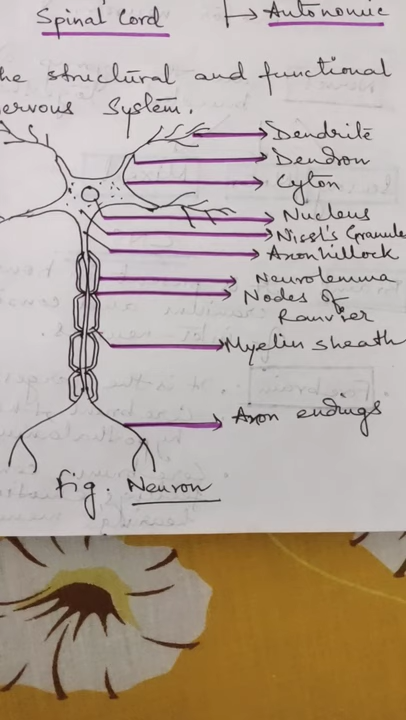 Spinal Cord → Autonomic
he structural and functional
ervous System.
Dendrite
Dendron
Cyton
Nucleus
Nissl's Granule
Axon hillock
Neurolemma
Nodes of
Ranvier
Myelin sheath
Axon endings
Fig: Neuron